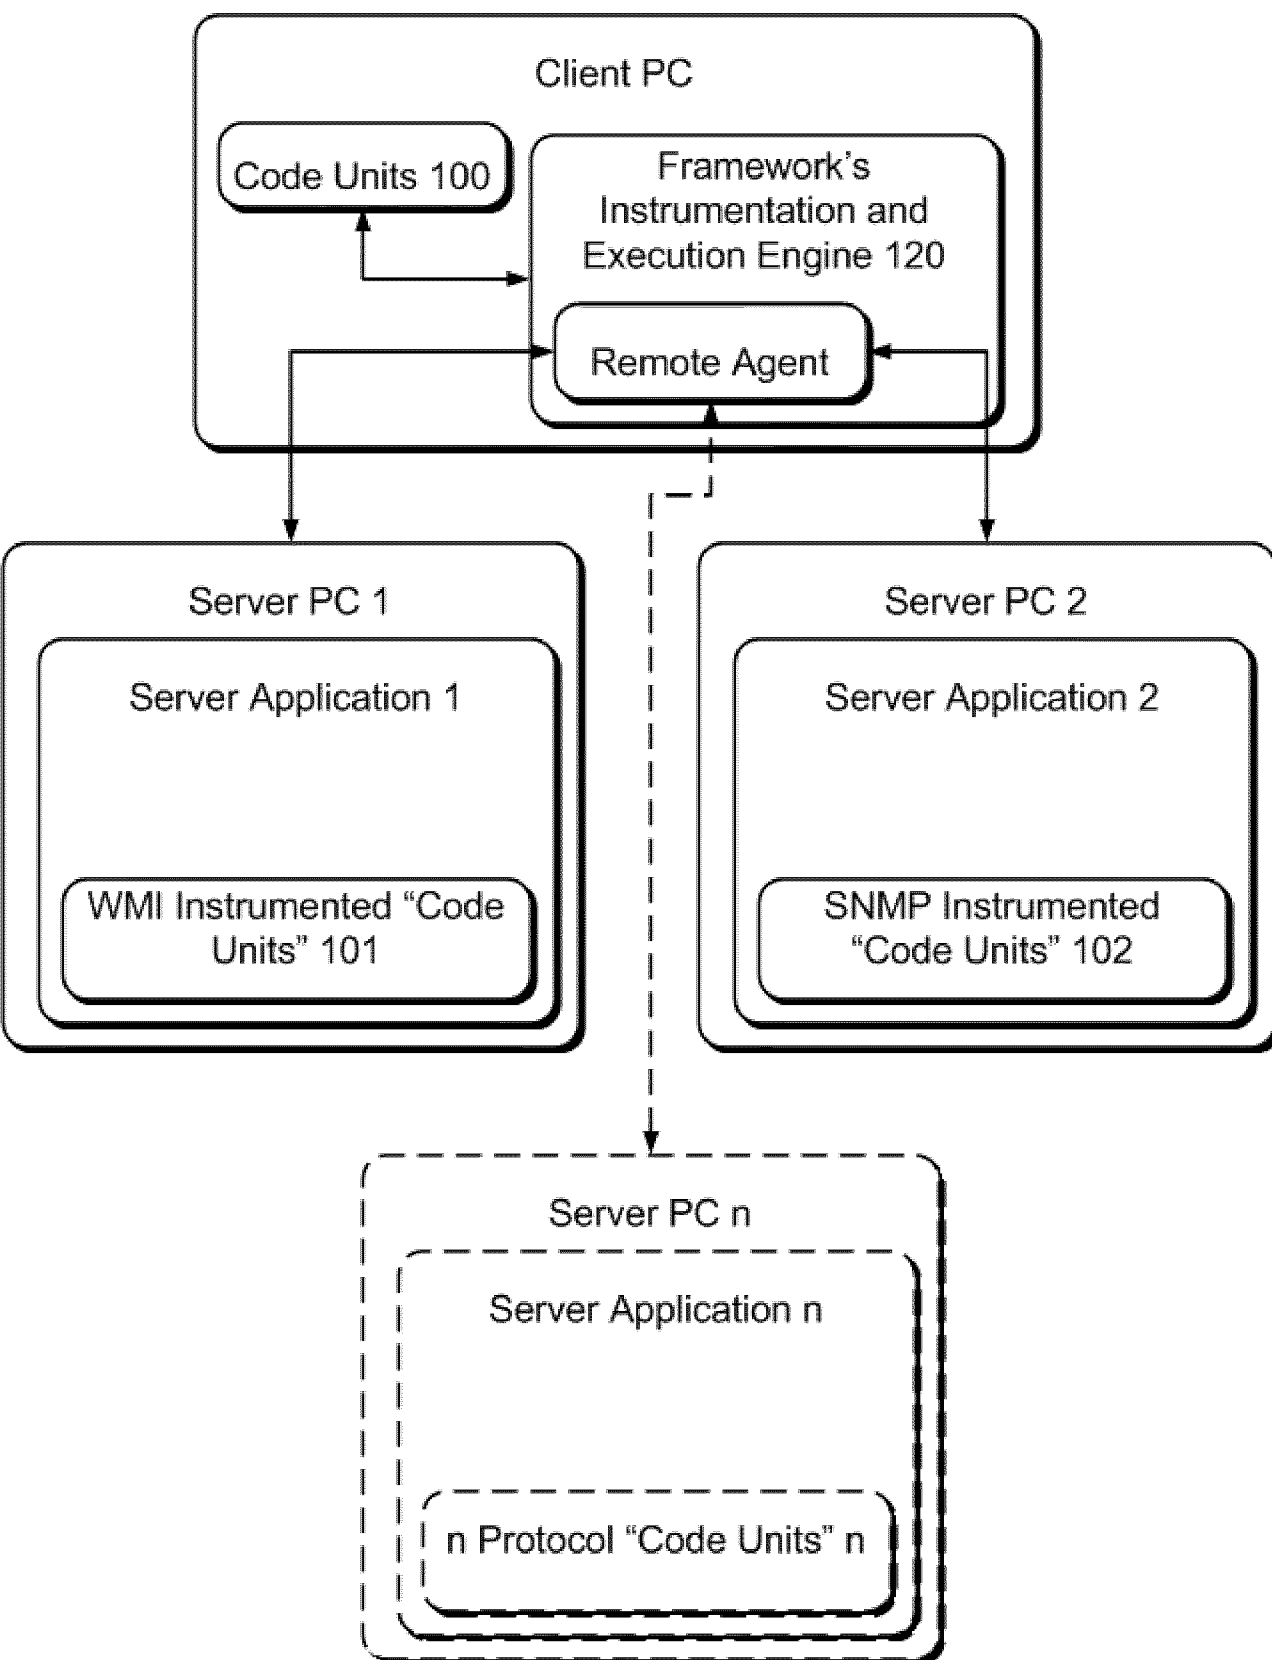 Client PC
Code Units 100
Framework’s
Instrumentation and
Execution Engine 120
Remote Agent
Server PC 1
Server Application 1
WMI Instrumented “Code
Units” 101
Server PC 2
Server Application 2
SNMP Instrumented
“Code Units” 102
Server PC n
Server Application n
n Protocol “Code Units” n